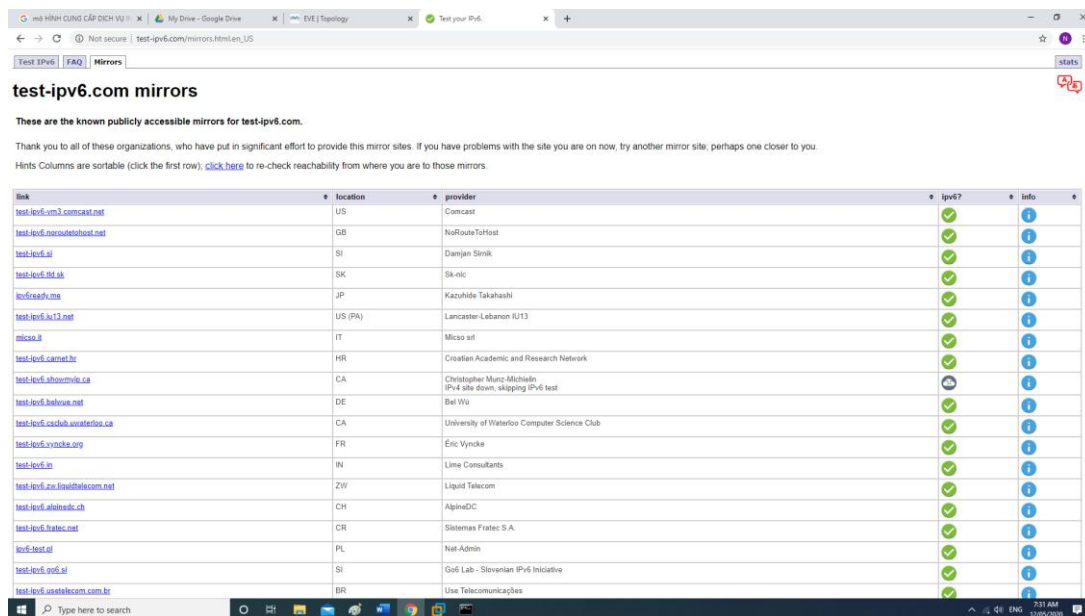 mô HÌNH CUNG CẤP DỊCH VỤ
My Drive - Google Drive
EVE | Topology
Test your IPv6.
Not secure | test-ipv6.com/mirrors.html.en_US
N
Test IPv6 FAQ Mirrors stats
test-ipv6.com mirrors
These are the known publicly accessible mirrors for test-ipv6.com.
Thank you to all of these organizations, who have put in significant effort to provide this mirror sites. If you have problems with the site you are on now, try another mirror site; perhaps one closer to you.
Hints Columns are sortable (click the first row); click here to re-check reachability from where you are to those mirrors.
link location provider ipv6? info
test-ipv6-vm3.comcast.net US Comcast
test-ipv6.noroutetohost.net GB NoRouteToHost
test-ipv6.si SI Damjan Sirnik
test-ipv6.tld.sk SK Sk-nic
ipv6ready.me JP Kazuhide Takahashi
test-ipv6.iu13.net US (PA) Lancaster-Lebanon IU13
micso.it IT Micso srl
test-ipv6.carnet.hr HR Croatian Academic and Research Network
test-ipv6.showmyip.ca CA Christopher Munz-Michielin
IPv4 site down, skipping IPv6 test
test-ipv6.belwue.net DE Bel Wü
test-ipv6.csclub.uwaterloo.ca CA University of Waterloo Computer Science Club
test-ipv6.vyncke.org FR Éric Vyncke
test-ipv6.in IN Lime Consultants
test-ipv6.zw.liquidtelecom.net ZW Liquid Telecom
test-ipv6.alpinedc.ch CH AlpineDC
test-ipv6.fratec.net CR Sistemas Fratec S.A.
ipv6-test.pl PL Net-Admin
test-ipv6.go6.si SI Go6 Lab - Slovenian IPv6 Iniciative
test-ipv6.usetelecom.com.br BR Use Telecomunicações
Type here to search
ENG
7:31 AM
12/05/2020